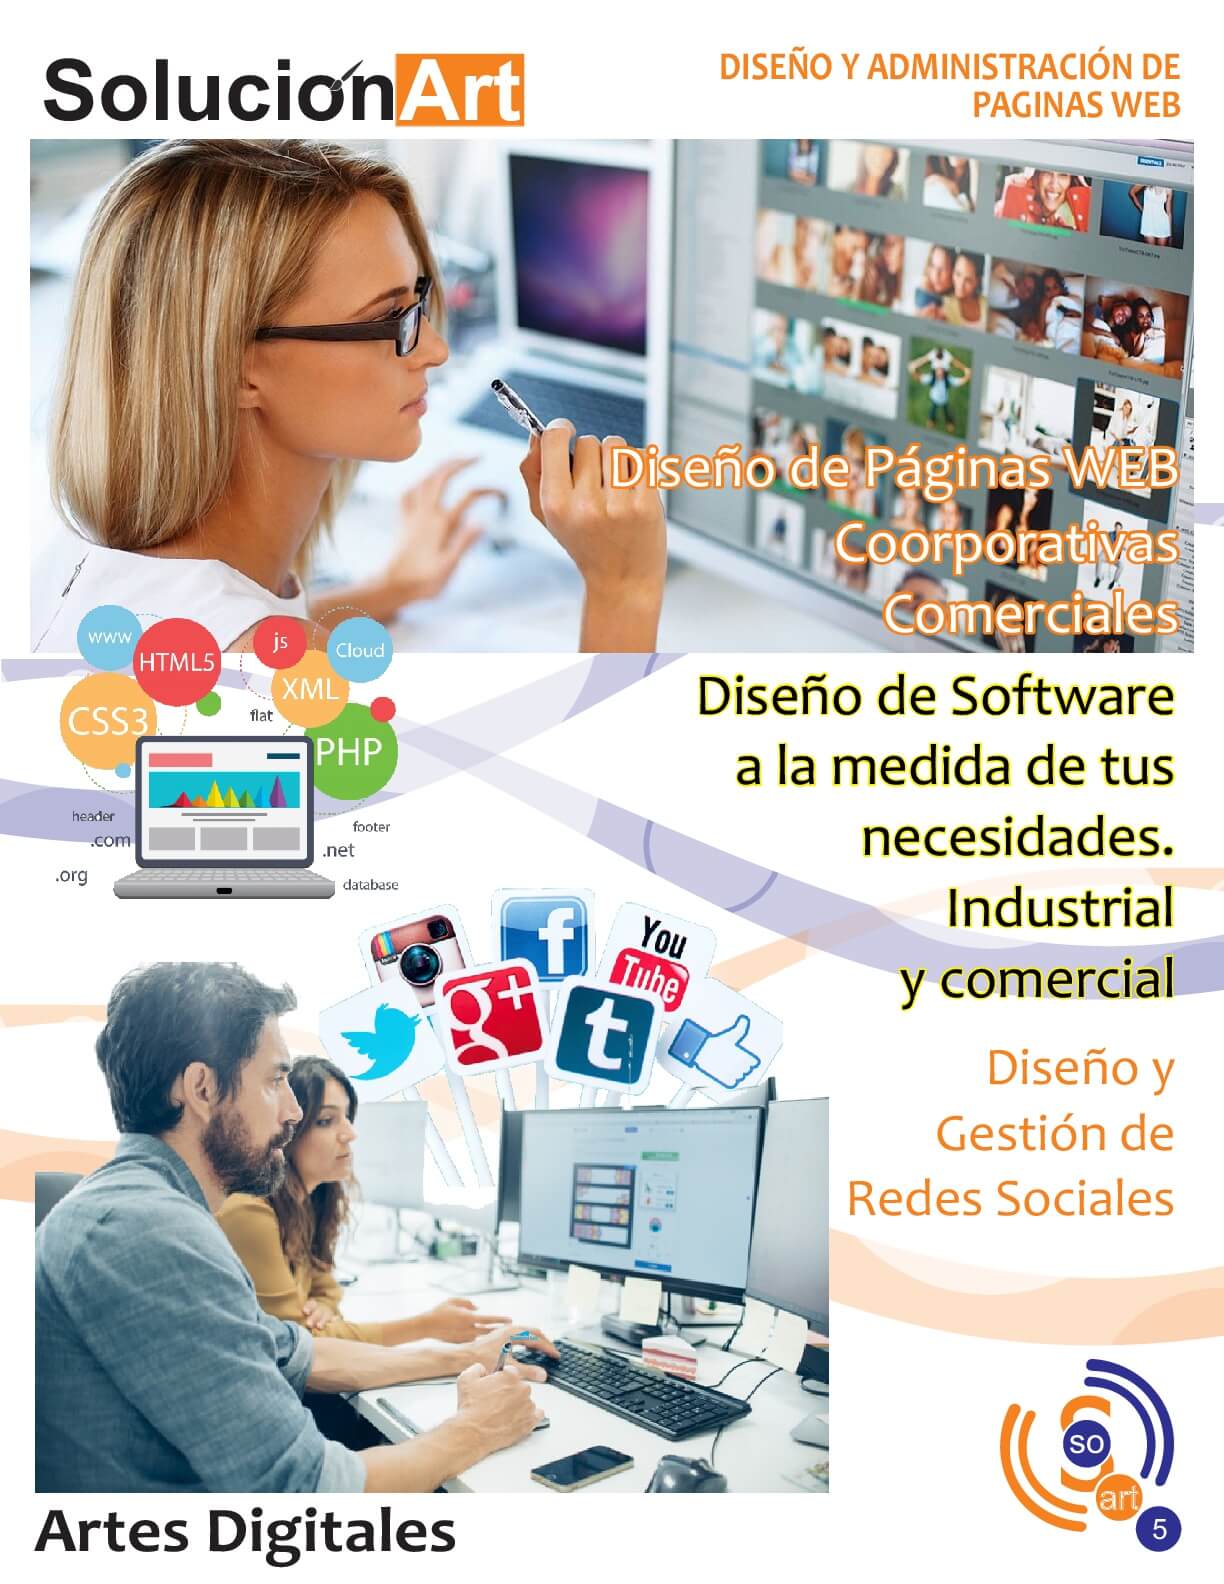 SolucionArt
DISEÑO Y ADMINISTRACIÓN DE
PAGINAS WEB
Diseño de Páginas WEB
Coorporativas
Comerciales
www
HTML5
js
Cloud
XML
CSS3
flat
PHP
header
.com
.org
footer
.net
database
Diseño de Software
a la medida de tus
necesidades.
Industrial
y comercial
f
You
Tube
g+
t
Diseño y
Gestión de
Redes Sociales
so
art
5
Artes Digitales